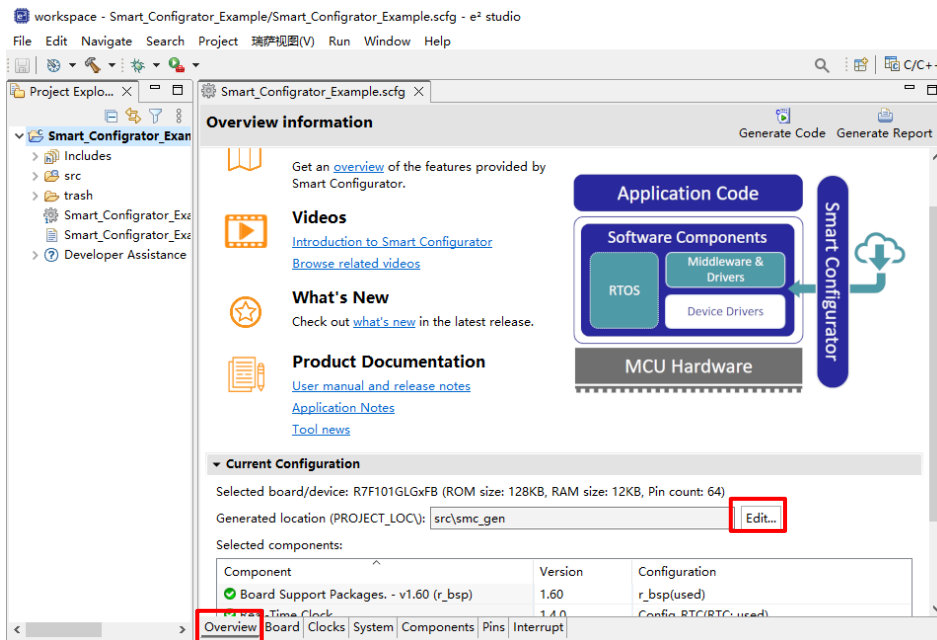 workspace - Smart_Configrator_Example/Smart_Configrator_Example.scfg - e² studio
File Edit Navigate Search Project 瑞萨视图(V) Run Window Help
C/C++
Project Explo...
Smart_Configrator_Example.scfg
Smart_Configrator_Exan
Includes
src
trash
Smart_Configrator_Exa
Smart_Configrator_Exa
Developer Assistance
Overview information
Generate Code Generate Report
Get an overview of the features provided by
Smart Configurator.
Videos
Introduction to Smart Configurator
Browse related videos
What's New
Check out what's new in the latest release.
Product Documentation
User manual and release notes
Application Notes
Tool news
Application Code
Software Components
RTOS
Middleware &
Drivers
Device Drivers
MCU Hardware
Smart Configurator
Current Configuration
Selected board/device: R7F101GLGxFB (ROM size: 128KB, RAM size: 12KB, Pin count: 64)
Generated location (PROJECT_LOC\): src\smc_gen Edit...
Selected components:
Component Version Configuration
Board Support Packages. - v1.60 (r_bsp) 1.60 r_bsp(used)
Real-Time Clock 1.4.0 Config_RTC(RTC: used)
Overview Board Clocks System Components Pins Interrupt